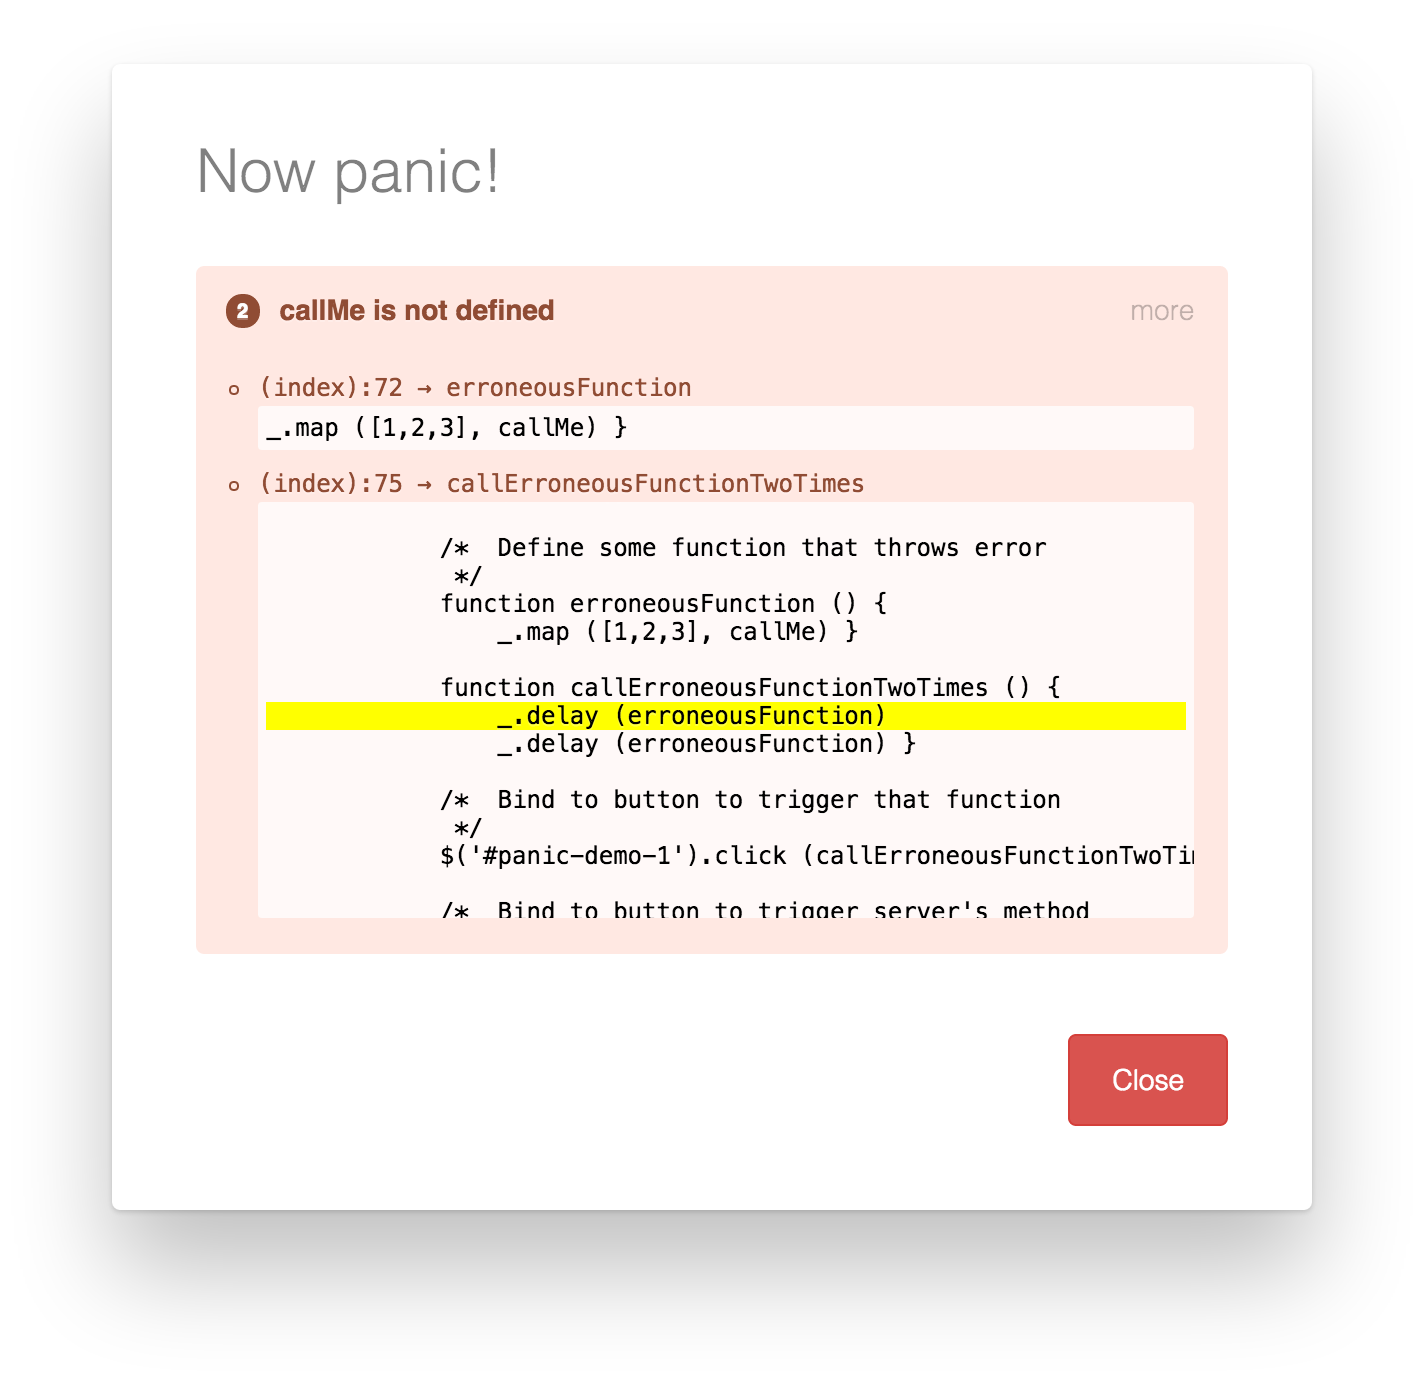 Now panic!
2 callMe is not defined more
(index):72 → erroneousFunction
_.map ([1,2,3], callMe) }
(index):75 → callErroneousFunctionTwoTimes
/*  Define some function that throws error
*/
function erroneousFunction () {
_.map ([1,2,3], callMe) }
function callErroneousFunctionTwoTimes () {
_.delay (erroneousFunction)
_.delay (erroneousFunction) }
/*  Bind to button to trigger that function
*/
$('#panic-demo-1').click (callErroneousFunctionTwoTi
/*  Bind to button to trigger server's method
Close